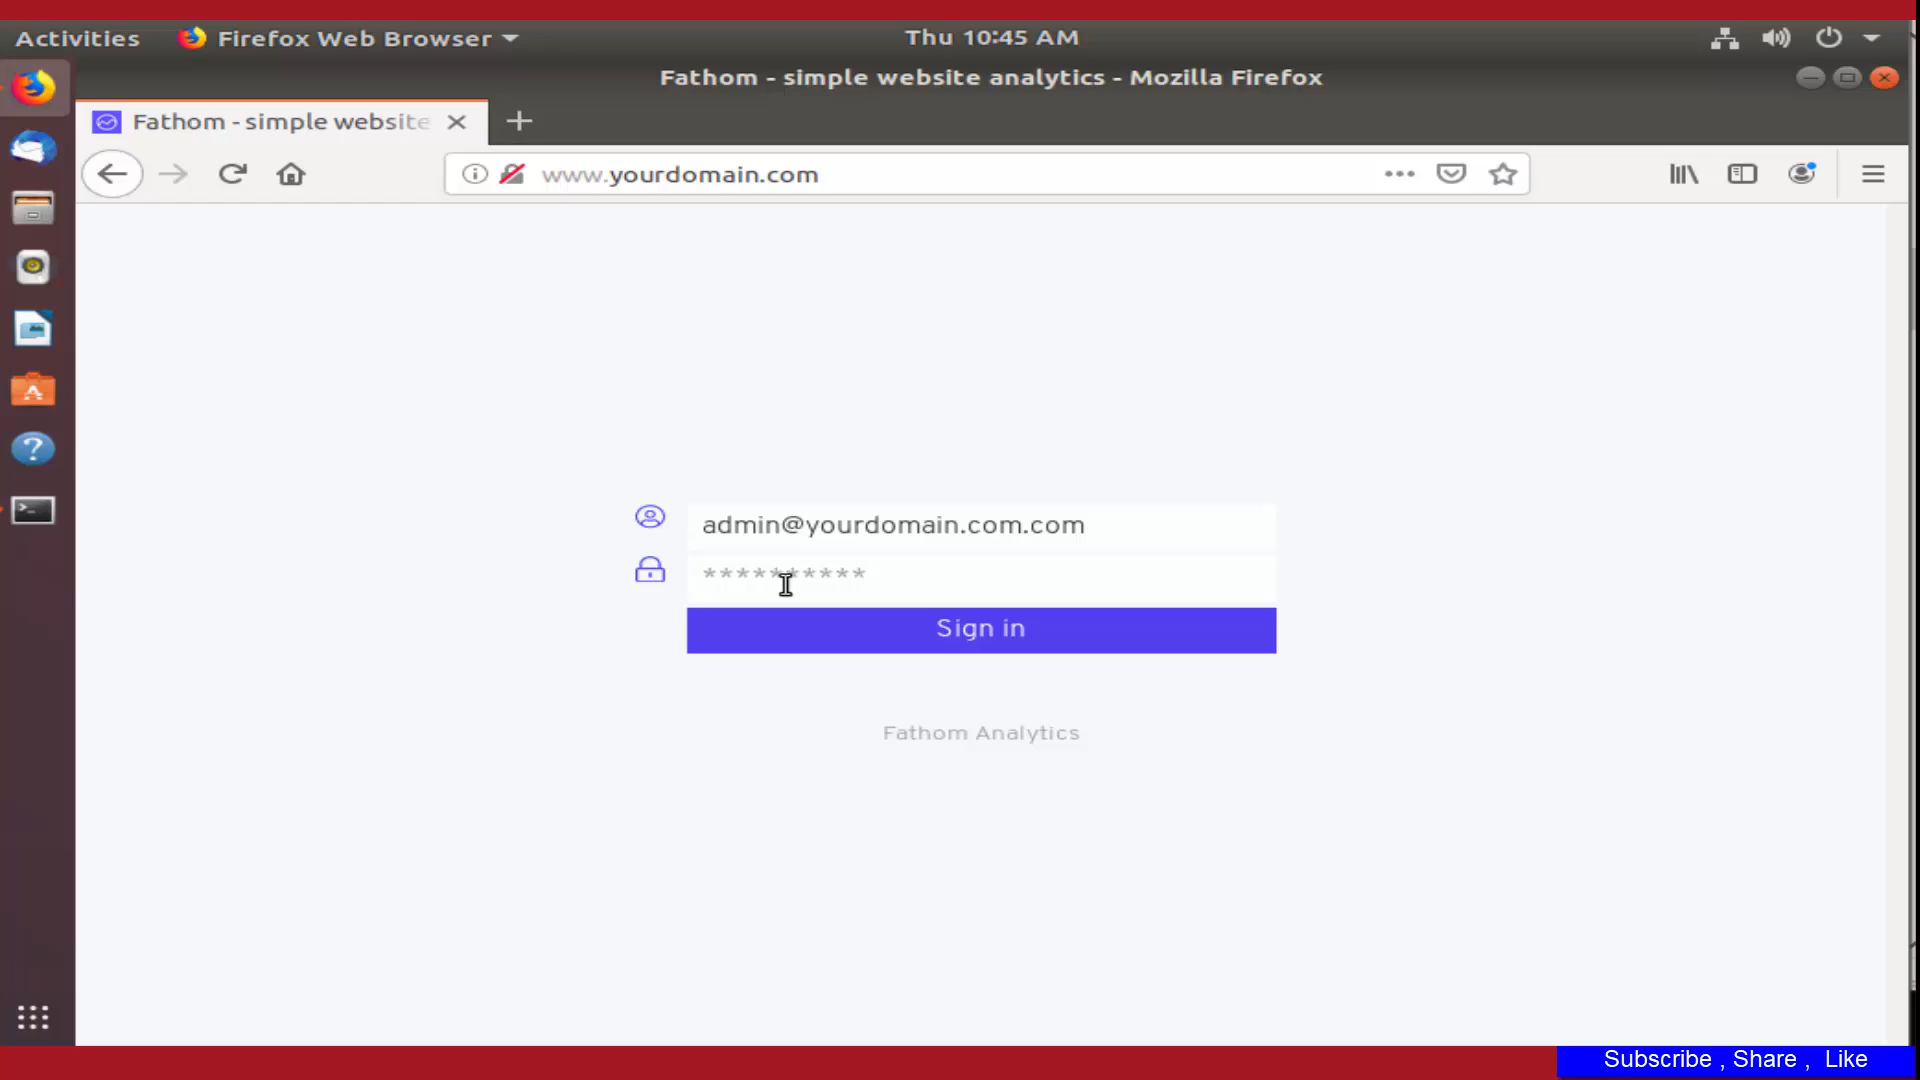 Activities Firefox Web Browser Thu 10:45 AM
Fathom - simple website analytics - Mozilla Firefox
Fathom - simple website
www.yourdomain.com
admin@yourdomain.com.com
**********
Sign in
Fathom Analytics
Subscribe , Share , Like